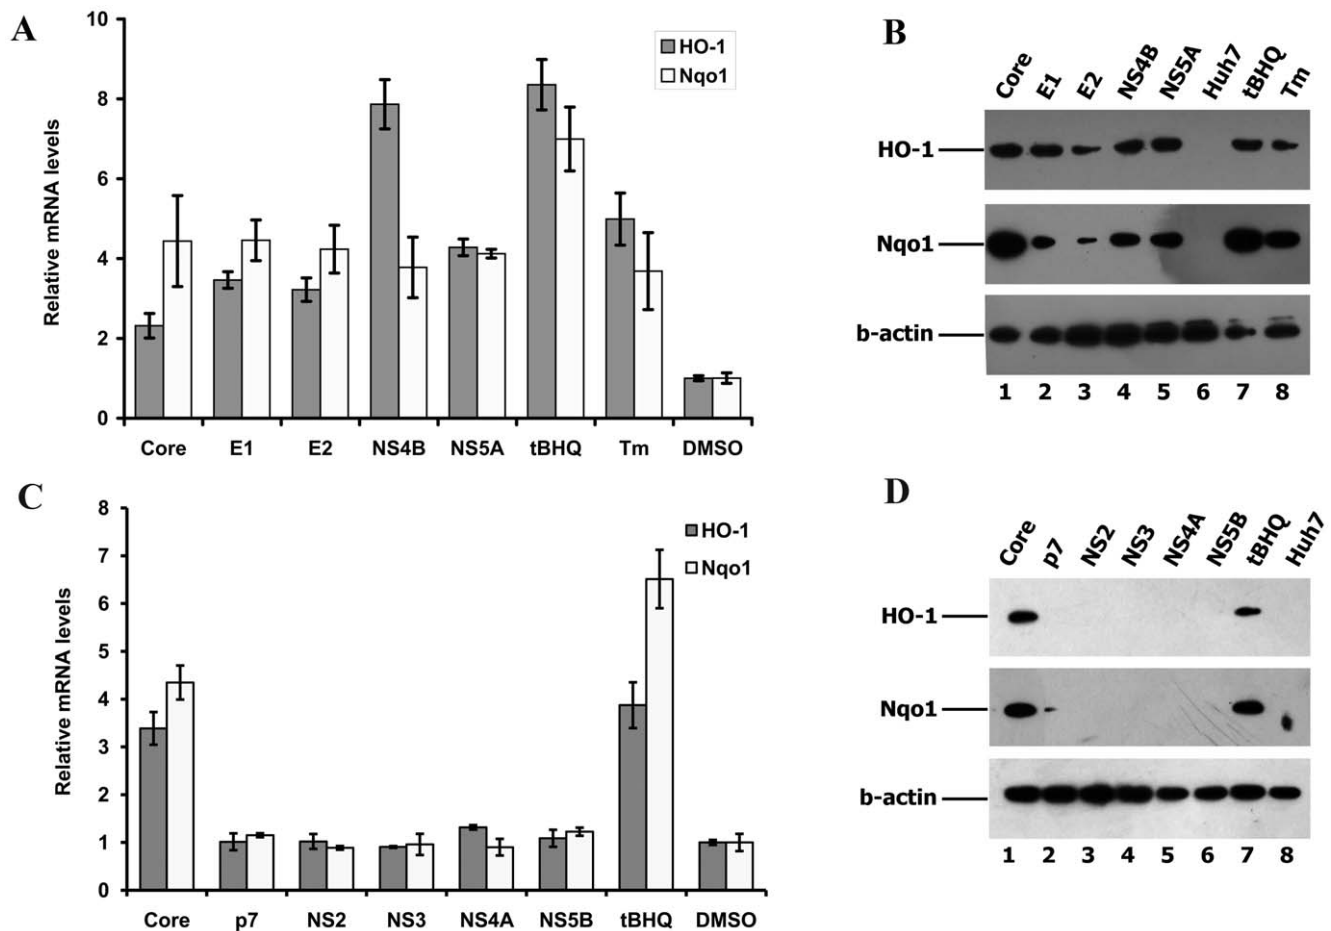 A
10
8
6
4
2
0
Relative mRNA levels
HO-1
Nqo1
Core E1 E2 NS4B NS5A tBHQ Tm DMSO
B
Core E1 E2 NS4B NS5A Huh7 tBHQ Tm
HO-1
Nqo1
b-actin
1 2 3 4 5 6 7 8
C
8
7
6
5
4
3
2
1
0
Relative mRNA levels
HO-1
Nqo1
Core p7 NS2 NS3 NS4A NS5B tBHQ DMSO
D
Core p7 NS2 NS3 NS4A NS5B tBHQ Huh7
HO-1
Nqo1
b-actin
1 2 3 4 5 6 7 8